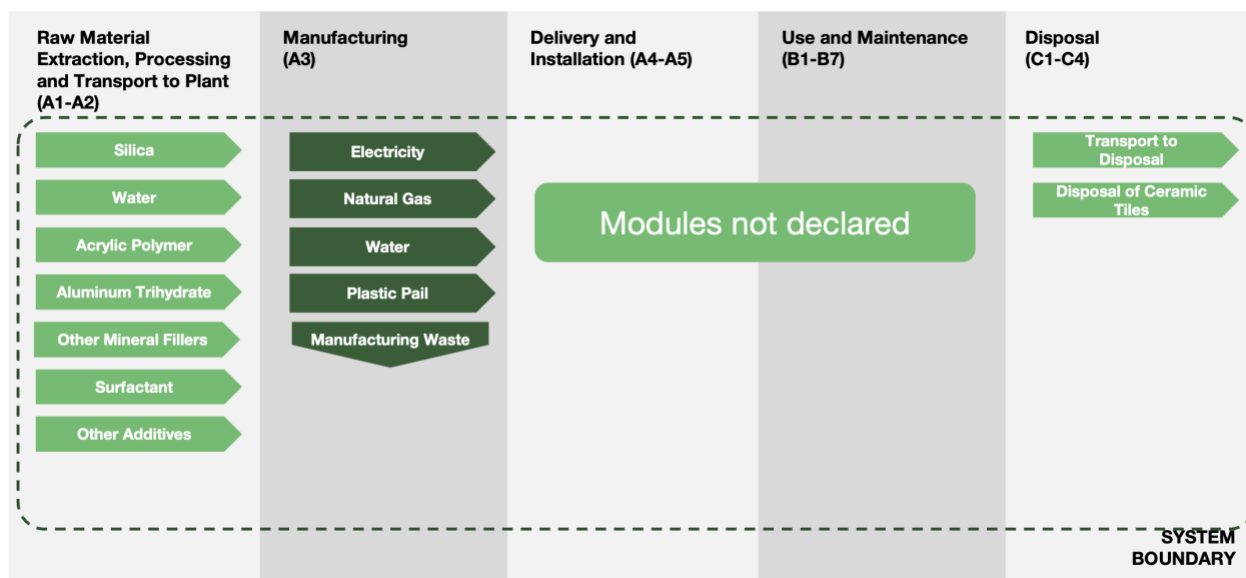 Raw Material
Extraction, Processing
and Transport to Plant
(A1-A2)
Manufacturing
(A3)
Delivery and
Installation (A4-A5)
Use and Maintenance
(B1-B7)
Disposal
(C1-C4)
Silica
Water
Acrylic Polymer
Aluminum Trihydrate
Other Mineral Fillers
Surfactant
Other Additives
Electricity
Natural Gas
Water
Plastic Pail
Manufacturing Waste
Modules not declared
Transport to
Disposal
Disposal of Ceramic
Tiles
SYSTEM
BOUNDARY